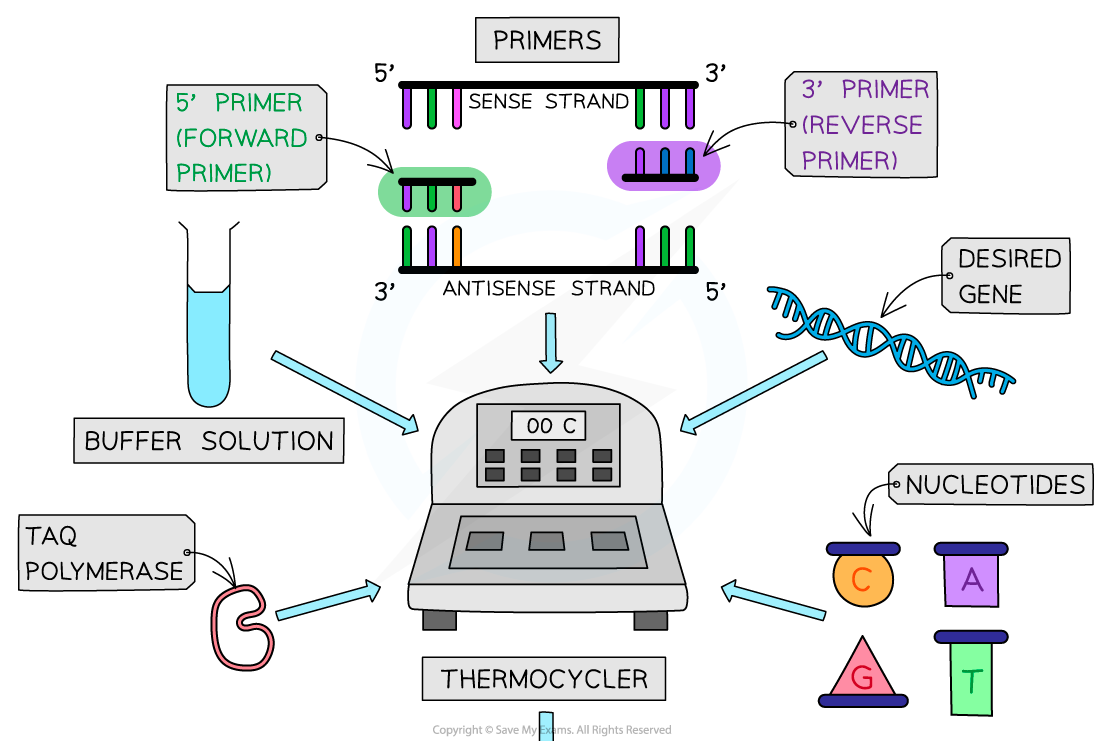 PRIMERS
5’
3’
SENSE STRAND
5’ PRIMER
(FORWARD
PRIMER)
3’ PRIMER
(REVERSE
PRIMER)
3’
5’
ANTISENSE STRAND
DESIRED
GENE
BUFFER SOLUTION
00 C
NUCLEOTIDES
TAQ
POLYMERASE
C
A
G
T
THERMOCYCLER
Copyright © Save My Exams. All Rights Reserved